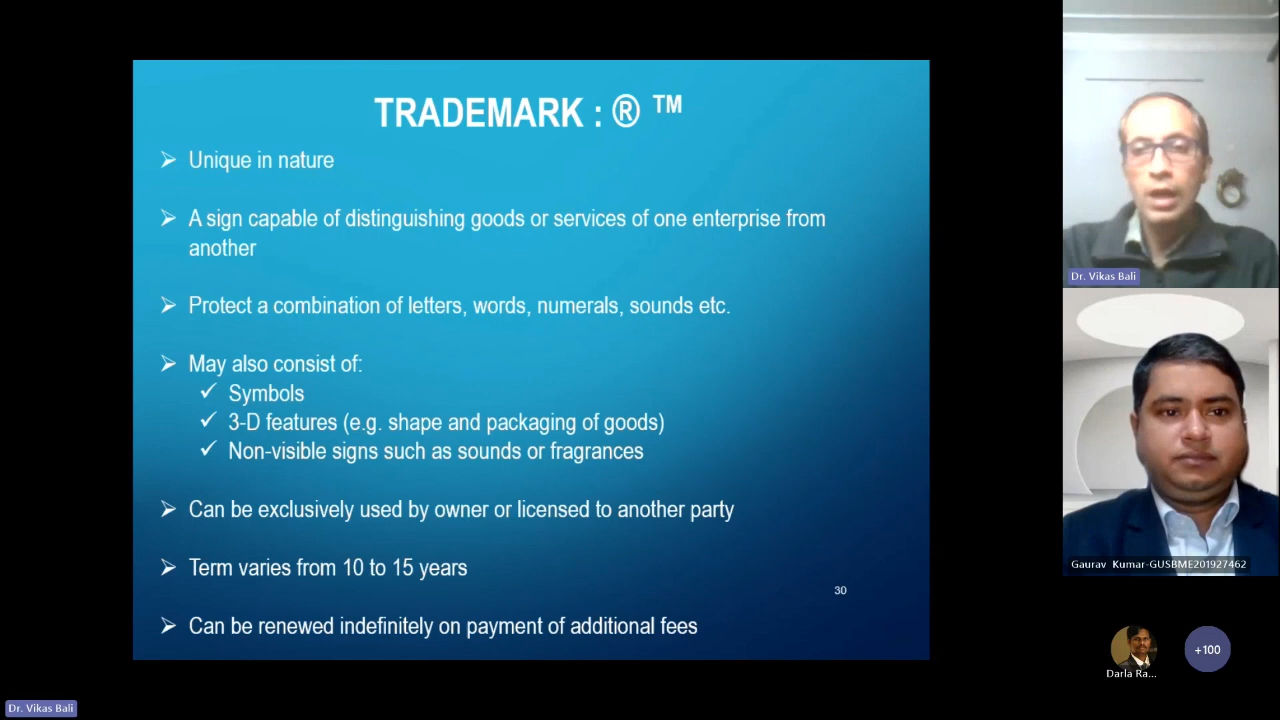 TRADEMARK : ® ™
Unique in nature
A sign capable of distinguishing goods or services of one enterprise from
another
Protect a combination of letters, words, numerals, sounds etc.
May also consist of:
Symbols
3-D features (e.g. shape and packaging of goods)
Non-visible signs such as sounds or fragrances
Can be exclusively used by owner or licensed to another party
Term varies from 10 to 15 years
30
Can be renewed indefinitely on payment of additional fees
Dr. Vikas Bali
Gaurav Kumar-GUSBME201927462
Darla Ra...
+100
Dr. Vikas Bali